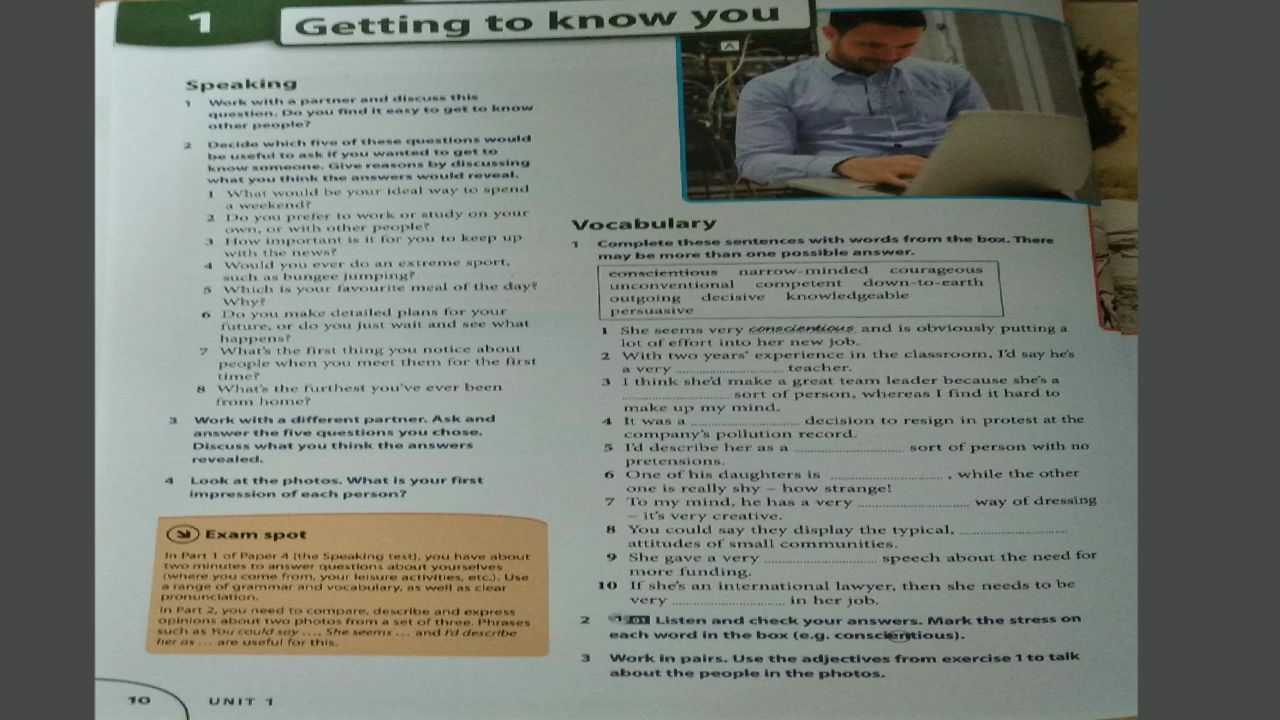 1
Getting to know you
Speaking
1 Work with a partner and discuss this
question. Do you find it easy to get to know
other people?
2 Decide which five of these questions would
be useful to ask if you wanted to get to
know someone. Give reasons by discussing
what you think the answers would reveal.
1 What would be your ideal way to spend
a weekend?
2 Do you prefer to work or study on your
own, or with other people?
3 How important is it for you to keep up
with the news?
4 Would you ever do an extreme sport,
such as bungee jumping?
5 Which is your favourite meal of the day?
Why?
6 Do you make detailed plans for your
future, or do you just wait and see what
happens?
7 What's the first thing you notice about
people when you meet them for the first
time?
8 What's the furthest you've ever been
from home?
3 Work with a different partner. Ask and
answer the five questions you chose.
Discuss what you think the answers
revealed.
4 Look at the photos. What is your first
impression of each person?
Exam spot
In Part 1 of Paper 4 (the Speaking test), you have about
two minutes to answer questions about yourselves
(where you come from, your leisure activities, etc.). Use
a range of grammar and vocabulary, as well as clear
pronunciation.
In Part 2, you need to compare, describe and express
opinions about two photos from a set of three. Phrases
such as You could say .... She seems ... and I'd describe
her as ... are useful for this.
A
Vocabulary
1 Complete these sentences with words from the box. There
may be more than one possible answer.
conscientious narrow-minded courageous
unconventional competent down-to-earth
outgoing decisive knowledgeable
persuasive
1 She seems very conscientious and is obviously putting a
lot of effort into her new job.
2 With two years' experience in the classroom, I'd say he's
a very .............................. teacher.
3 I think she'd make a great team leader because she's a
.............................. sort of person, whereas I find it hard to
make up my mind.
4 It was a .............................. decision to resign in protest at the
company's pollution record.
5 I'd describe her as a .............................. sort of person with no
pretensions.
6 One of his daughters is .............................. , while the other
one is really shy – how strange!
7 To my mind, he has a very .............................. way of dressing
– it's very creative.
8 You could say they display the typical, ..............................
attitudes of small communities.
9 She gave a very .............................. speech about the need for
more funding.
10 If she's an international lawyer, then she needs to be
very .............................. in her job.
2 Listen and check your answers. Mark the stress on
each word in the box (e.g. conscientious).
3 Work in pairs. Use the adjectives from exercise 1 to talk
about the people in the photos.
10 UNIT 1